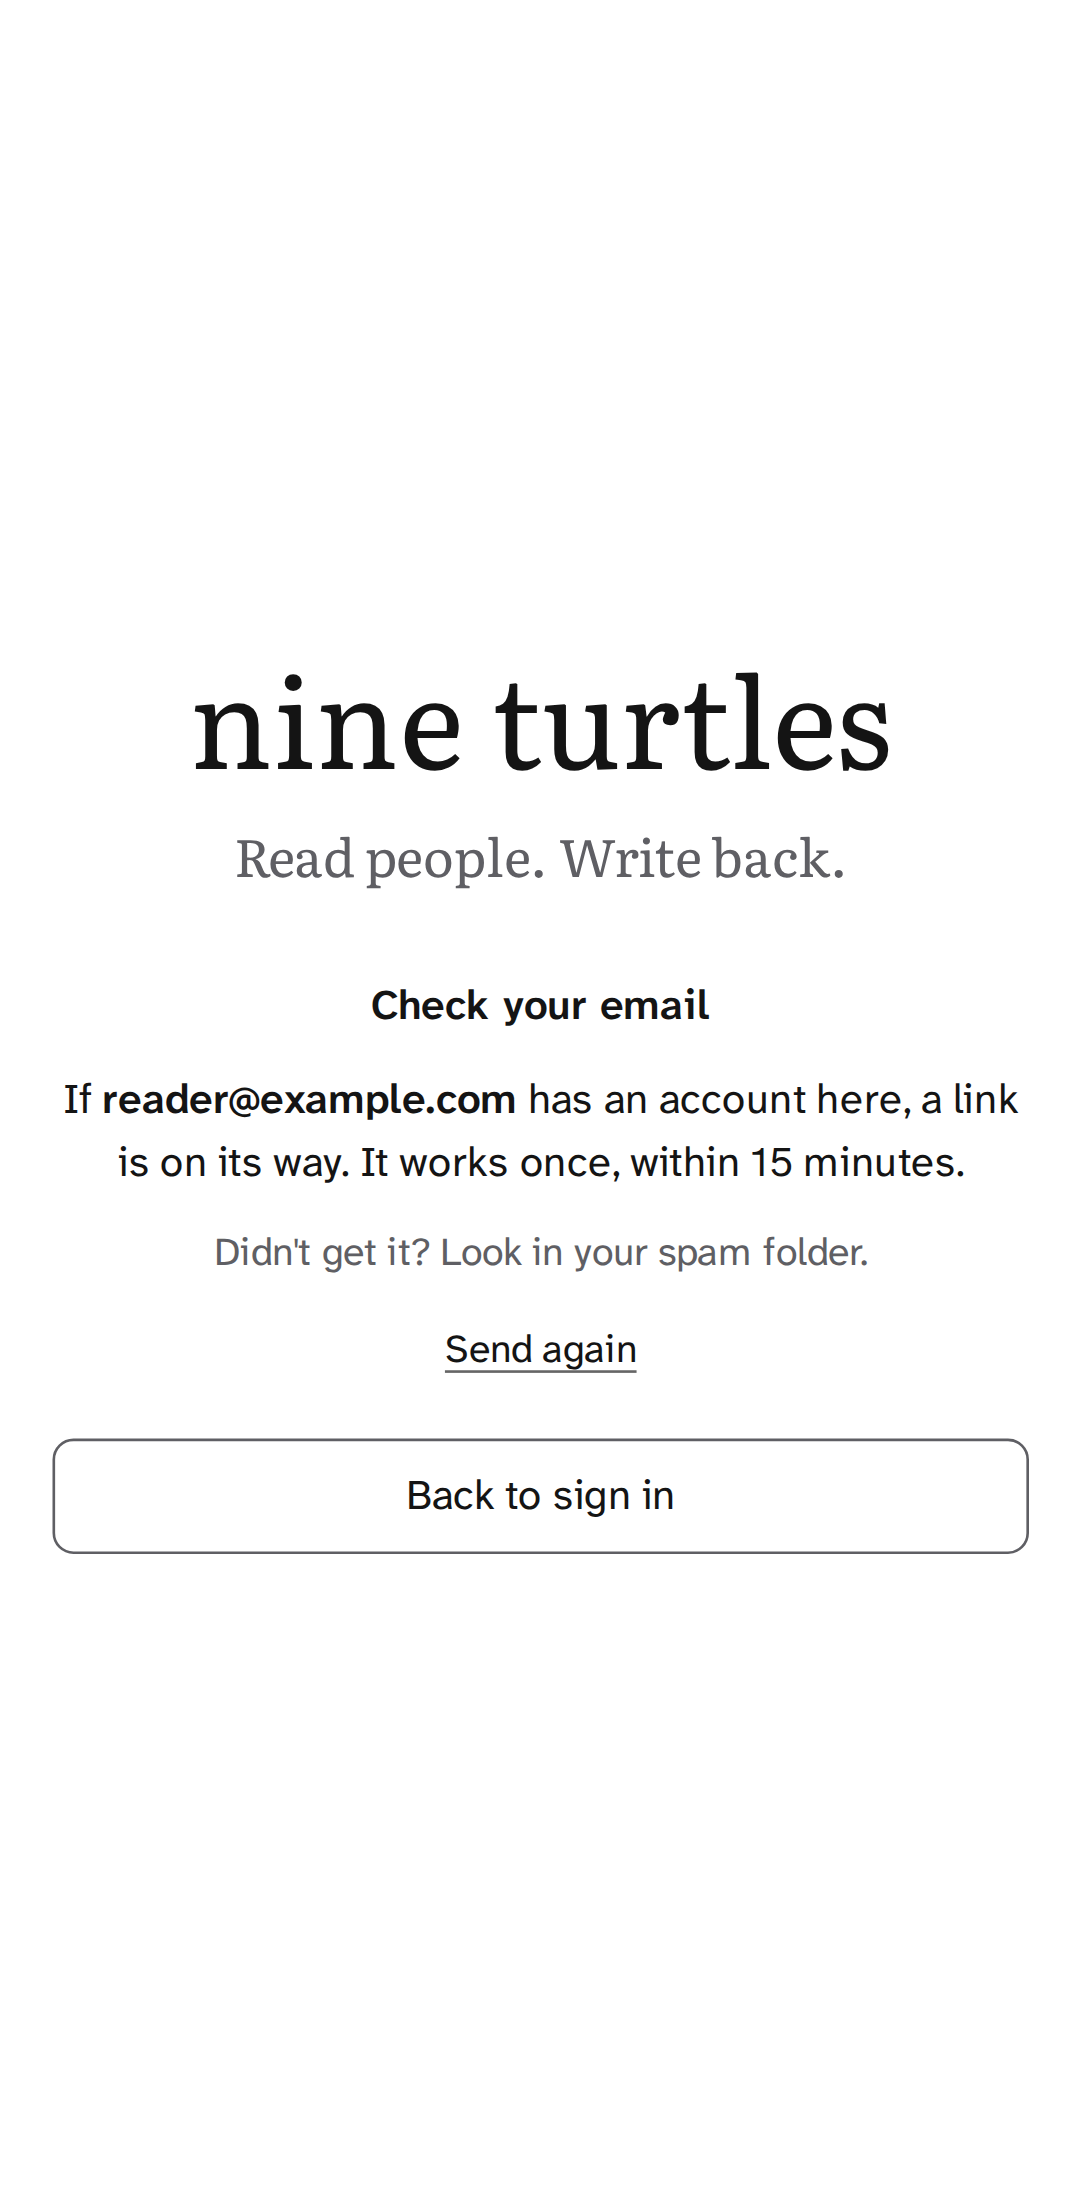 nine turtles
Read people. Write back.
Check your email
If reader@example.com has an account here, a link
is on its way. It works once, within 15 minutes.
Didn't get it? Look in your spam folder.
Send again
Back to sign in